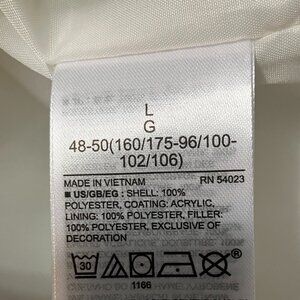 L
G
48-50(160/175-96/100-
102/106)
MADE IN VIETNAM RN 54023
■ US/GB/EG : SHELL: 100%
POLYESTER, COATING: ACRYLIC,
LINING: 100% POLYESTER, FILLER:
100% POLYESTER, EXCLUSIVE OF
DECORATION
30
1166